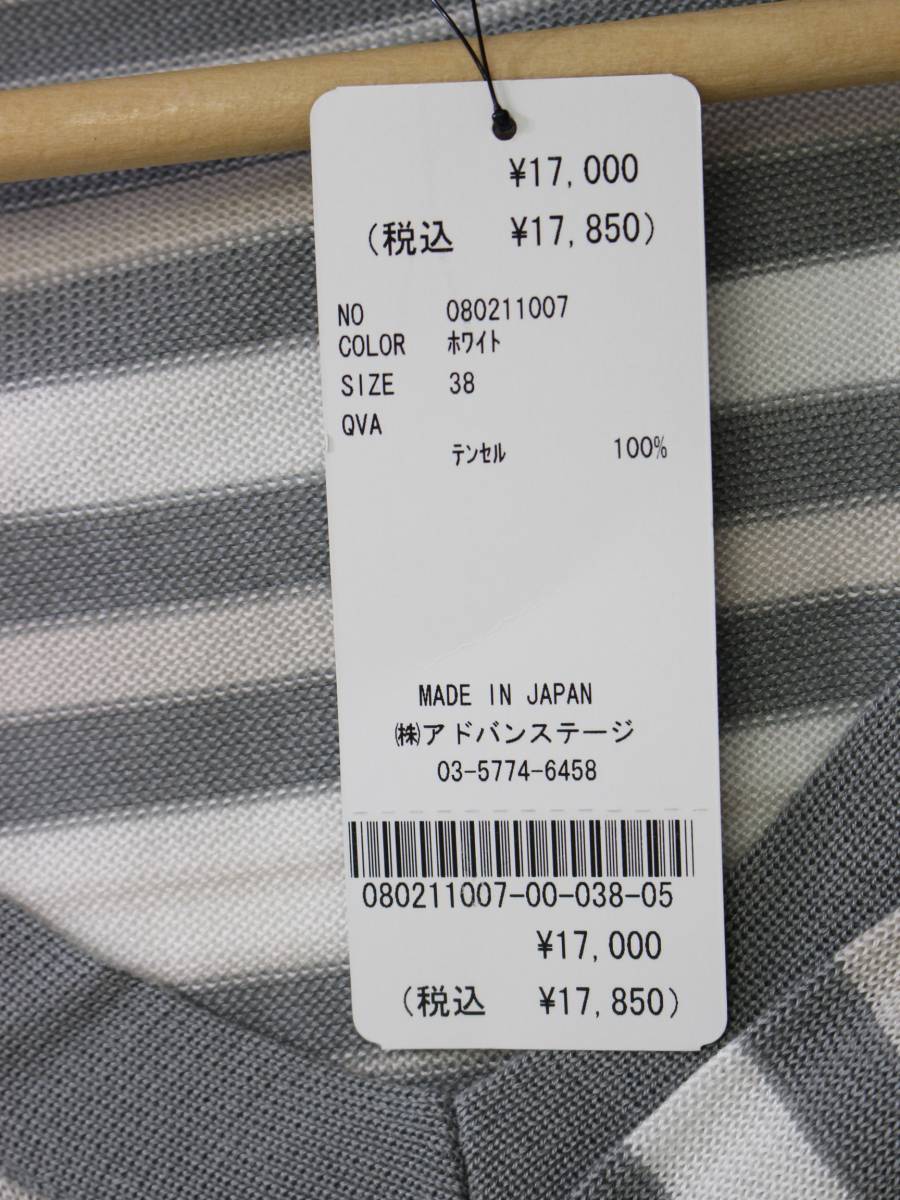 ¥17,000
(税込 ¥17,850)
NO 080211007
COLOR ホワイト
SIZE 38
QVA
テンセル 100%
MADE IN JAPAN
㈱アドバンステージ
03-5774-6458
080211007-00-038-05
¥17,000
(税込 ¥17,850)